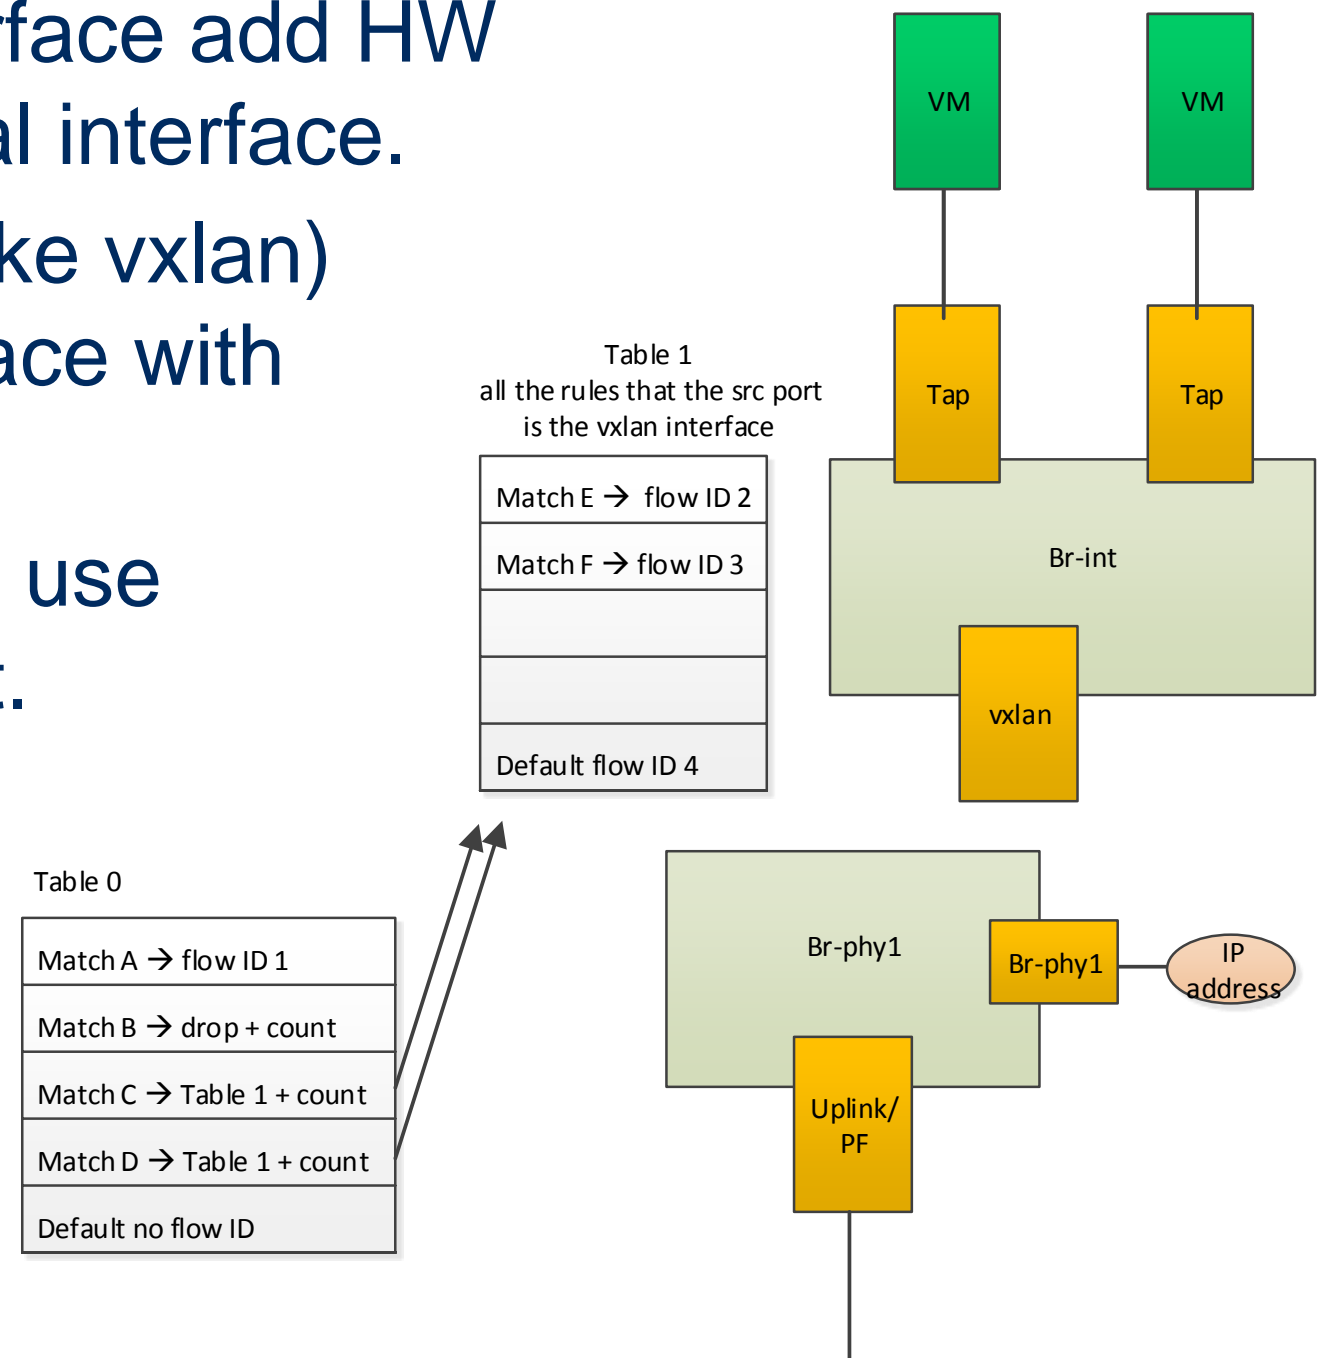 rface add HW
al interface.
ke vxlan)
ace with
use
t.
Table 1
all the rules that the src port
is the vxlan interface
Match E → flow ID 2
Match F → flow ID 3
Default flow ID 4
Table 0
Match A → flow ID 1
Match B → drop + count
Match C → Table 1 + count
Match D → Table 1 + count
Default no flow ID
VM
VM
Tap
Tap
Br-int
vxlan
Br-phy1
Br-phy1
IP
address
Uplink/
PF